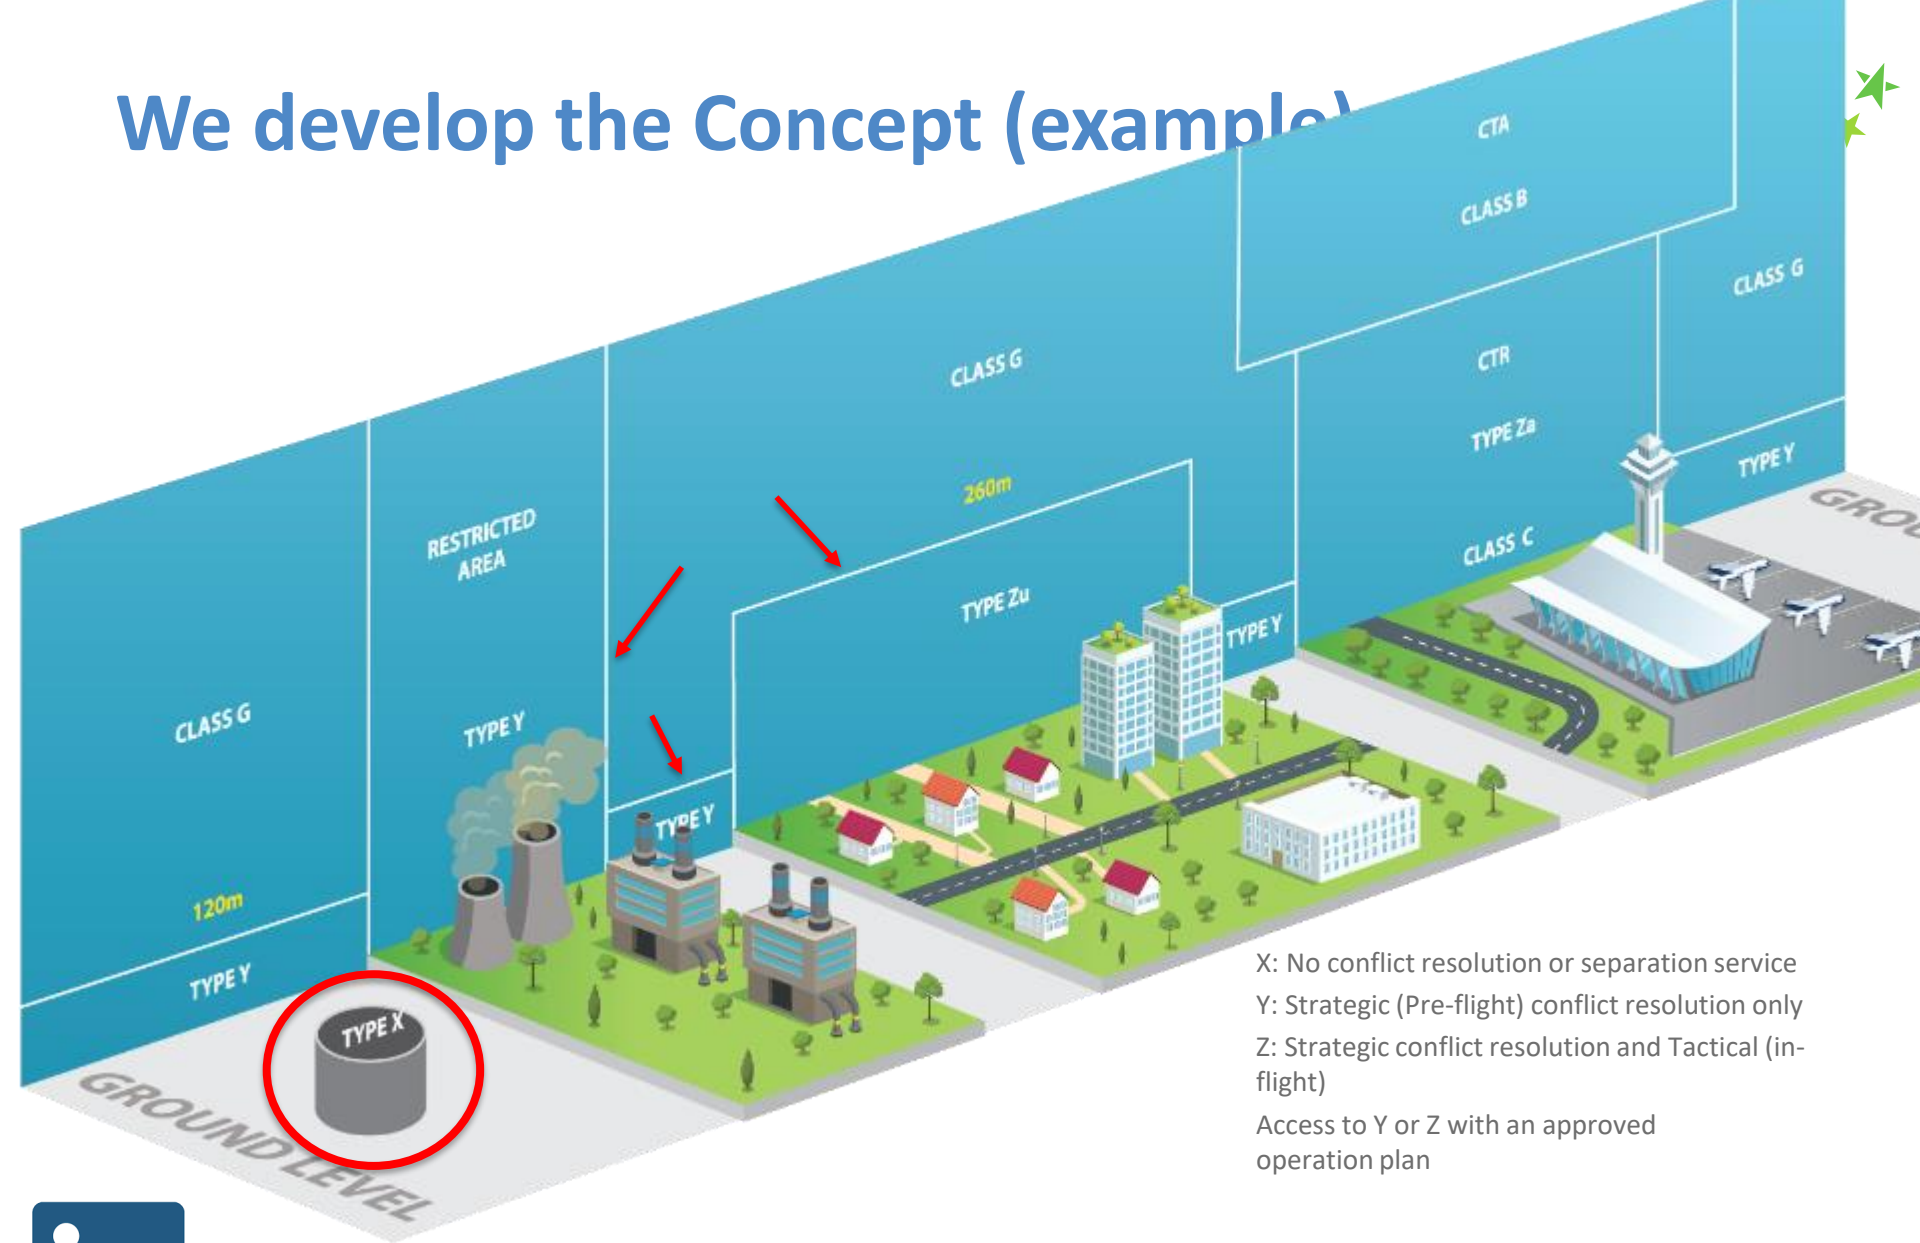 We develop the Concept (example)
CTA
CLASS B
CLASS G
CTR
TYPE Za
CLASS C
TYPE Y
CLASS G
260m
TYPE Zu
TYPE Y
RESTRICTED
AREA
TYPE Y
TYPE Y
CLASS G
120m
TYPE Y
TYPE X
GROUND LEVEL
X: No conflict resolution or separation service
Y: Strategic (Pre-flight) conflict resolution only
Z: Strategic conflict resolution and Tactical (in-
flight)
Access to Y or Z with an approved
operation plan